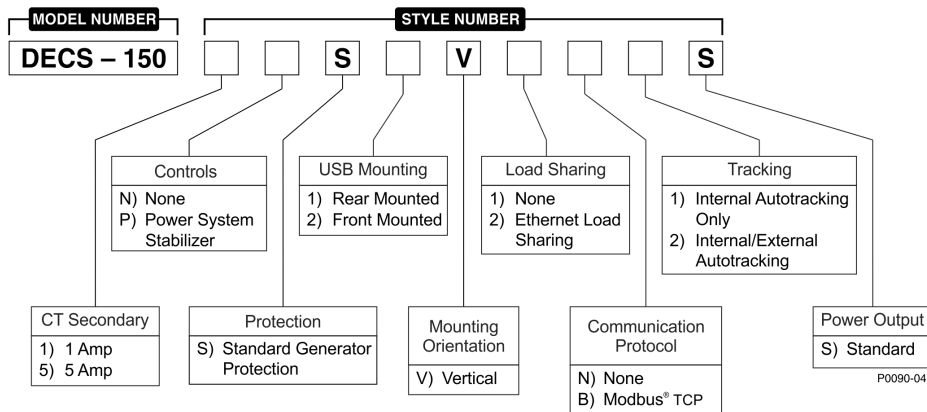 MODEL NUMBER
STYLE NUMBER
DECS – 150
S
V
S
Controls
N) None
P) Power System
Stabilizer
USB Mounting
1) Rear Mounted
2) Front Mounted
Load Sharing
1) None
2) Ethernet Load
Sharing
Tracking
1) Internal Autotracking
Only
2) Internal/External
Autotracking
CT Secondary
1) 1 Amp
5) 5 Amp
Protection
S) Standard Generator
Protection
Mounting
Orientation
V) Vertical
Communication
Protocol
N) None
B) Modbus® TCP
Power Output
S) Standard
P0090-04